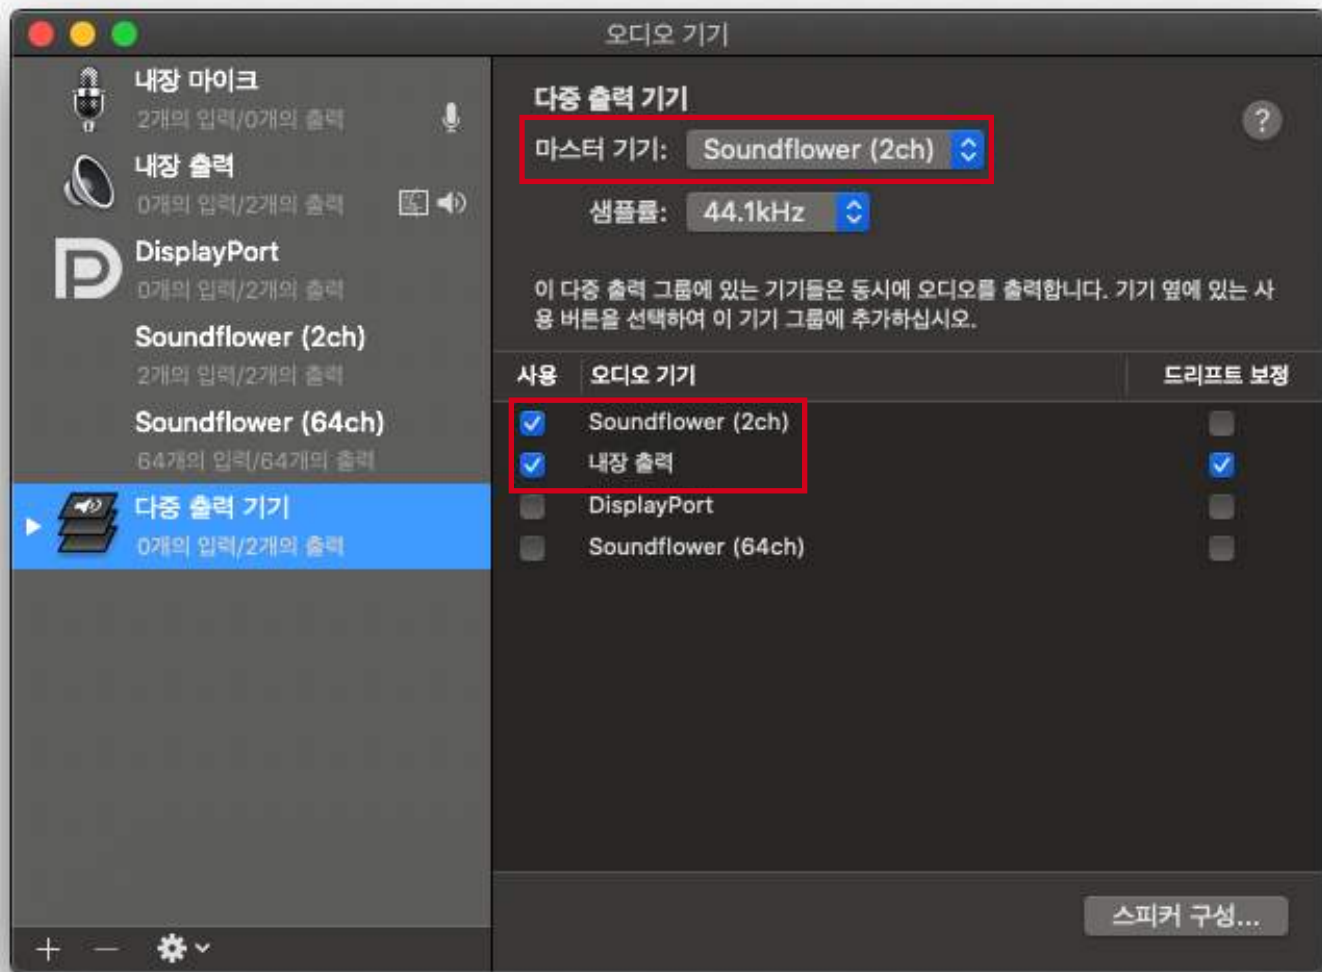 오디오 기기
내장 마이크
2개의 입력/0개의 출력
내장 출력
0개의 입력/2개의 출력
DisplayPort
0개의 입력/2개의 출력
Soundflower (2ch)
2개의 입력/2개의 출력
Soundflower (64ch)
64개의 입력/64개의 출력
다중 출력 기기
0개의 입력/2개의 출력
다중 출력 기기
?
마스터 기기: Soundflower (2ch)
샘플률: 44.1kHz
이 다중 출력 그룹에 있는 기기들은 동시에 오디오를 출력합니다. 기기 옆에 있는 사
용 버튼을 선택하여 이 기기 그룹에 추가하십시오.
사용 오디오 기기 드리프트 보정
Soundflower (2ch)
내장 출력
DisplayPort
Soundflower (64ch)
스피커 구성...